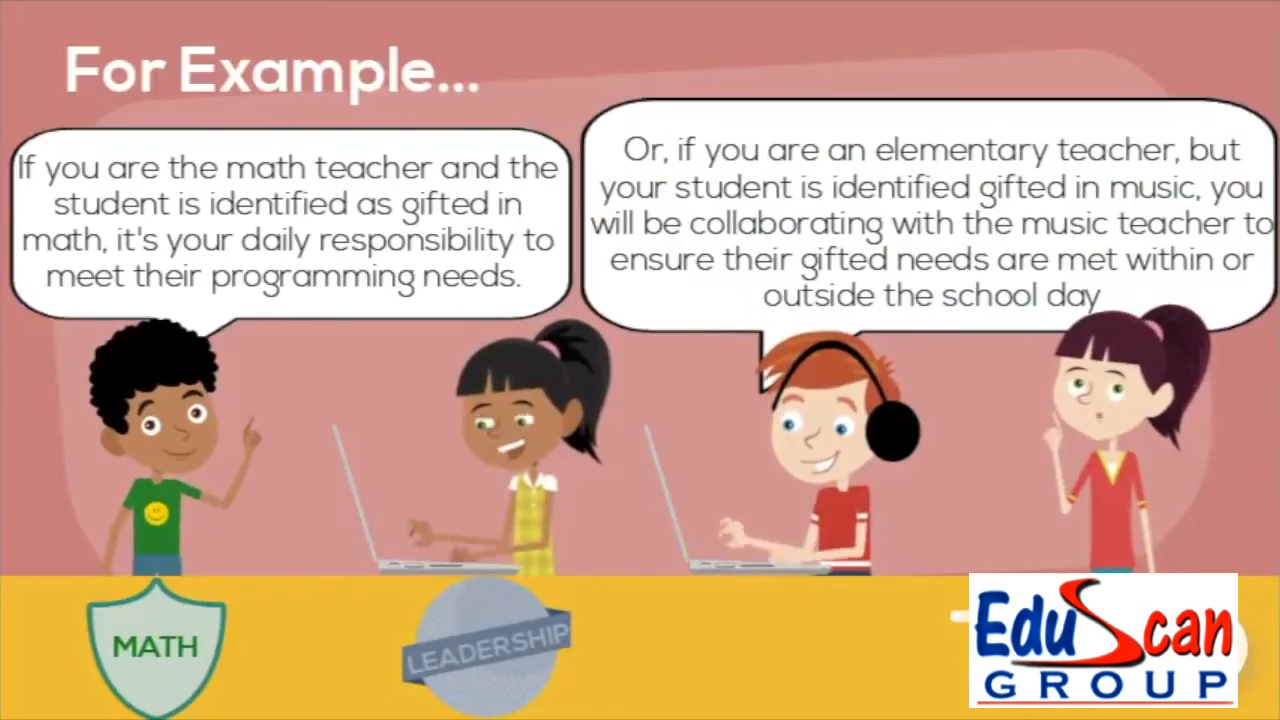 For Example...
If you are the math teacher and the
student is identified as gifted in
math, it's your daily responsibility to
meet their programming needs.
Or, if you are an elementary teacher, but
your student is identified gifted in music, you
will be collaborating with the music teacher to
ensure their gifted needs are met within or
outside the school day
MATH
LEADERSHIP
EduScan
GROUP